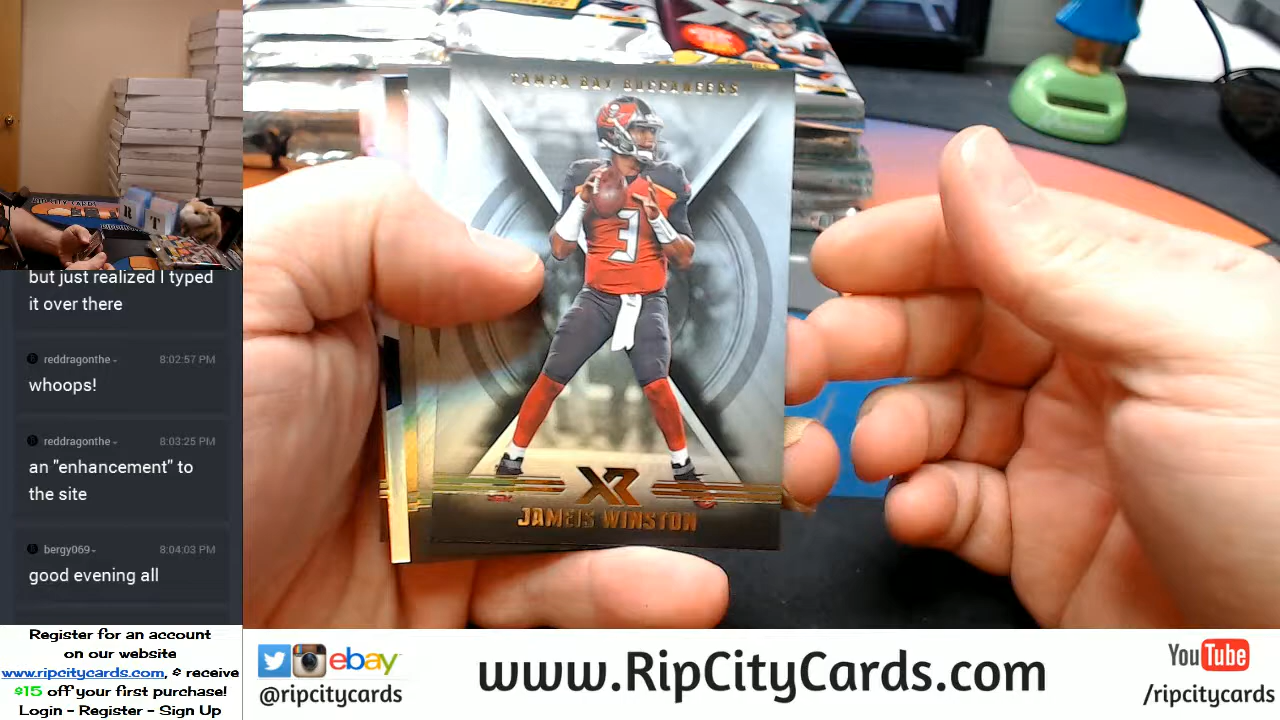 but just realized I typed
it over there
reddragonthe-
8:02:57 PM
whoops!
reddragonthe-
8:03:25 PM
an "enhancement" to
the site
bergy069-
8:04:03 PM
good evening all
Register for an account
on our website
www.ripcitycards.com, & receive
$15 off your first purchase!
Login - Register - Sign Up
TAMPA BAY BUCCANEERS
3
XR
JAMEIS WINSTON
ebay
@ripcitycards
www.RipCityCards.com
YouTube
/ripcitycards
R T